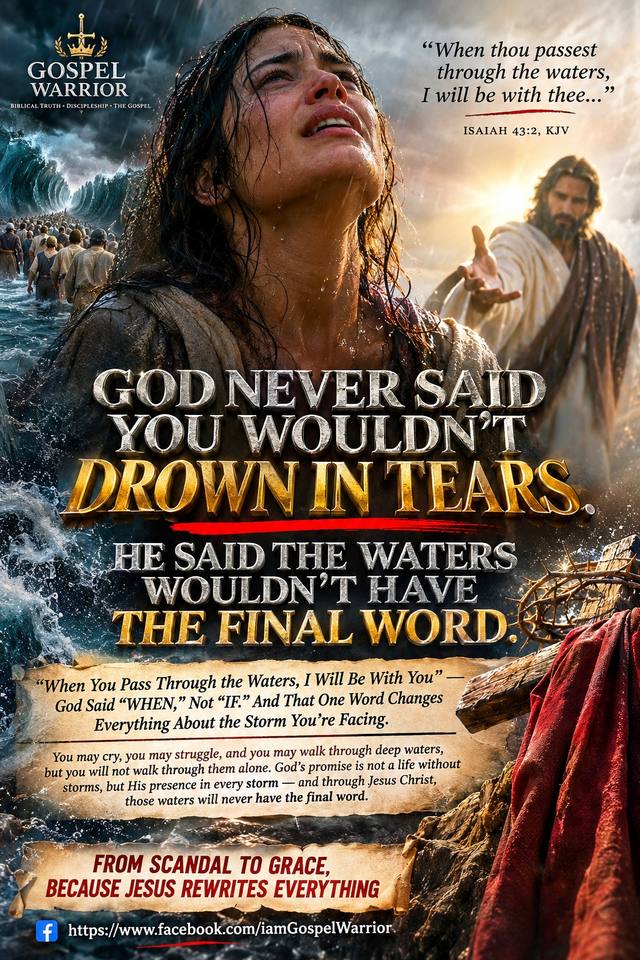 GOSPEL
WARRIOR
BIBLICAL TRUTH • DISCIPLESHIP • THE GOSPEL
“When thou passest
through the waters,
I will be with thee...”
ISAIAH 43:2, KJV
GOD NEVER SAID
YOU WOULDN’T
DROWN IN TEARS.
HE SAID THE WATERS
WOULDN’T HAVE
THE FINAL WORD.
“When You Pass Through the Waters, I Will Be With You” —
God Said “WHEN,” Not “IF.” And That One Word Changes
Everything About the Storm You’re Facing.
You may cry, you may struggle, and you may walk through deep waters,
but you will not walk through them alone. God’s promise is not a life without
storms, but His presence in every storm — and through Jesus Christ,
those waters will never have the final word.
FROM SCANDAL TO GRACE,
BECAUSE JESUS REWRITES EVERYTHING
f https://www.facebook.com/iamGospelWarrior